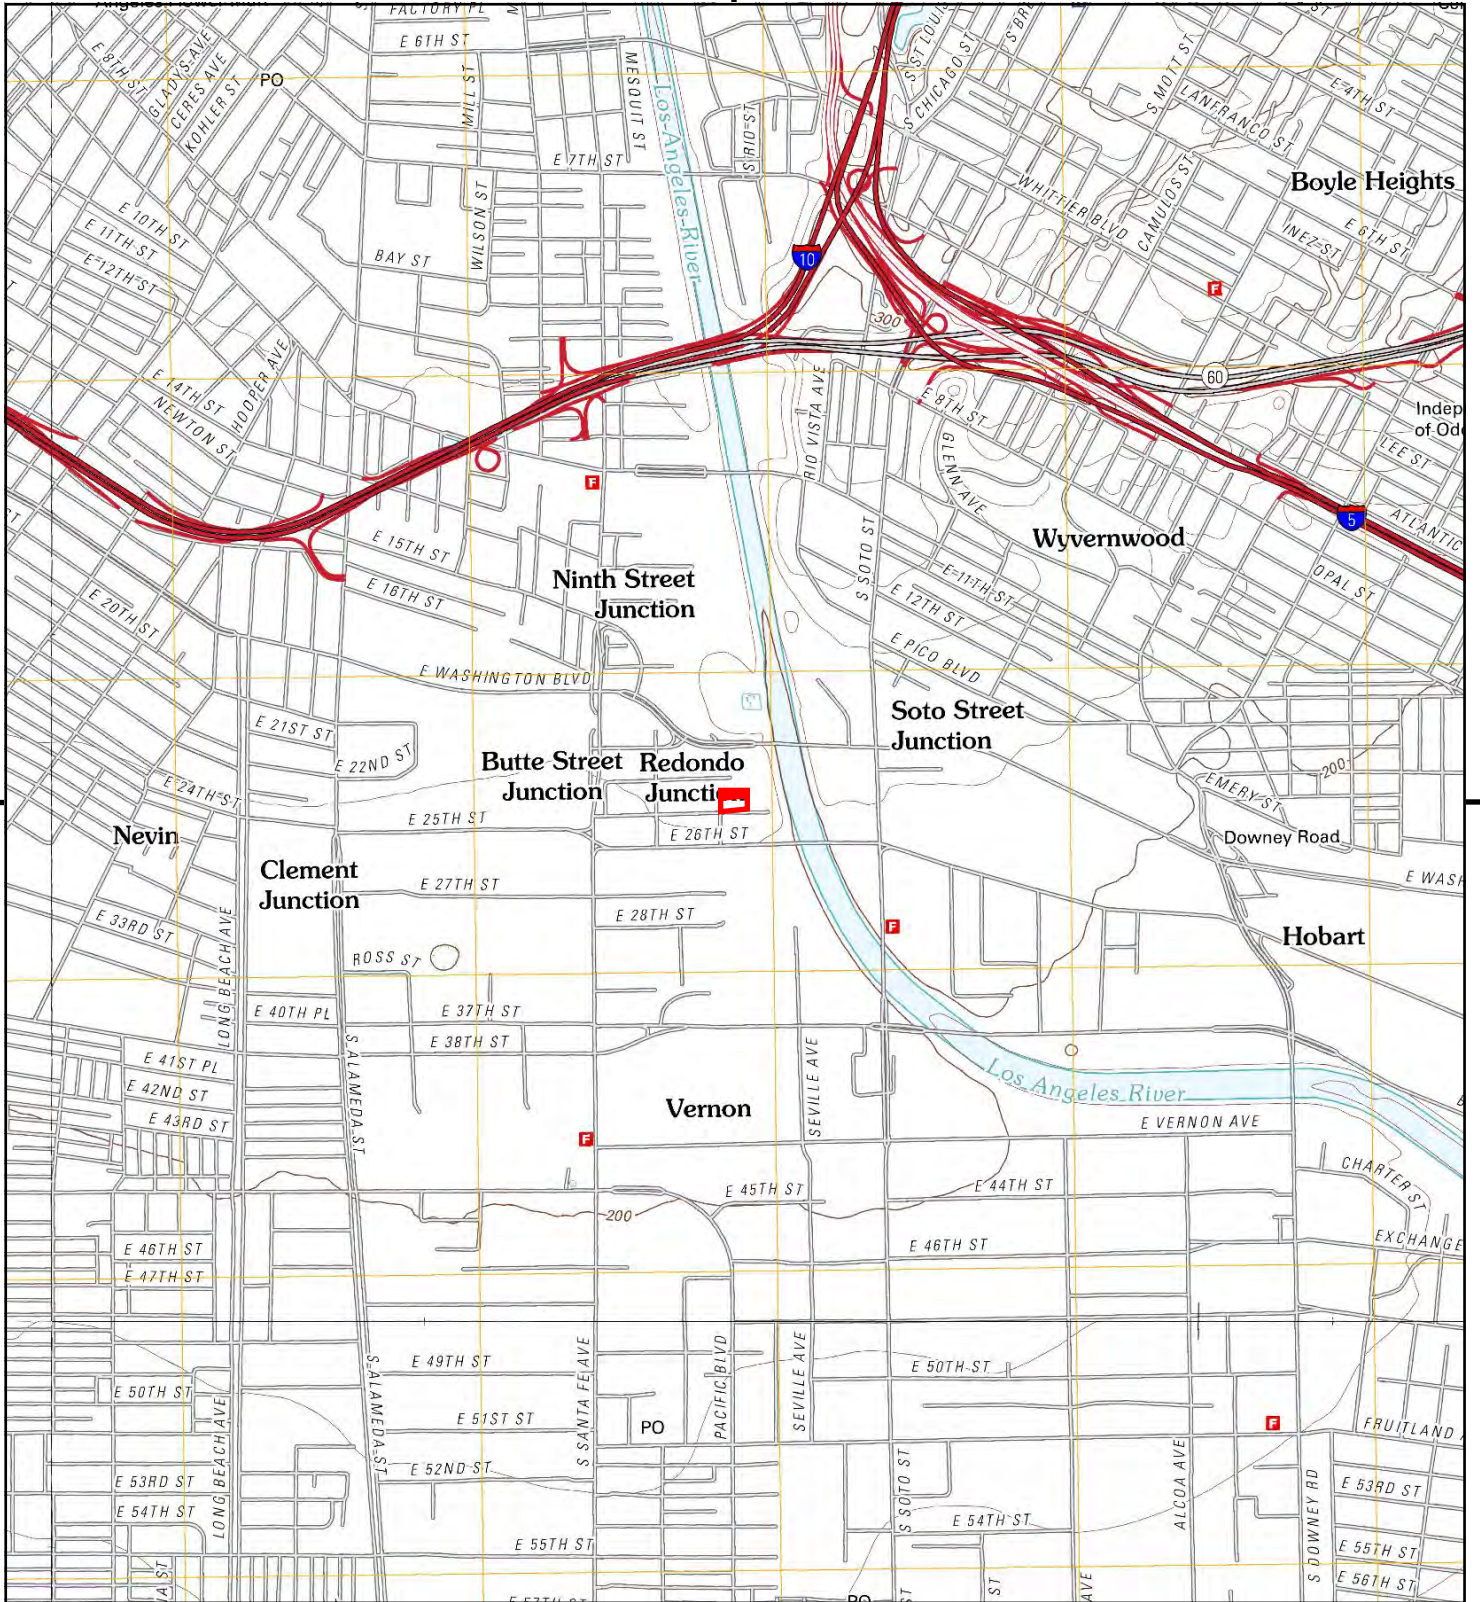 FACTORY PL
E 6TH ST
E 8TH ST
GLADYS AVE
CERES AVE
KOHLER ST
PO
MILL ST
MESQUIT ST
Los Angeles River
S RIO ST
S ST LOUIS
S CHICAGO ST
S MOTT ST
LANFRANCO ST
E 4TH ST
E 7TH ST
Boyle Heights
WHITTIER BLVD
CAMULOS ST
INEZ ST
E 6TH ST
E 10TH ST
E 11TH ST
E 12TH ST
WILSON ST
BAY ST
10
F
300
60
E 14TH ST
NEWTON ST
HOOPER AVE
RIO VISTA AVE
E 8TH ST
GLENN AVE
Indep
of Odd
LEE ST
F
5
ATLANTIC
Wyvernwood
S SOTO ST
E 15TH ST
E 16TH ST
Ninth Street
Junction
E 11TH ST
E 12TH ST
OPAL ST
E 20TH ST
E PICO BLVD
E WASHINGTON BLVD
E 21ST ST
E 22ND ST
Soto Street
Junction
Butte Street
Junction
Redondo
Juncti
E 24TH ST
200
EMERY ST
E 25TH ST
E 26TH ST
Nevin
Downey Road
Clement
Junction
E 27TH ST
E WASH
E 28TH ST
E 33RD ST
LONG BEACH AVE
F
Hobart
ROSS ST
E 40TH PL
E 37TH ST
E 38TH ST
S ALAMEDA ST
E 41ST PL
E 42ND ST
E 43RD ST
SEVILLE AVE
Los Angeles River
Vernon
F
E VERNON AVE
CHARTER ST
E 45TH ST
E 44TH ST
200
E 46TH ST
E 47TH ST
E 46TH ST
EXCHANGE
E 49TH ST
S SANTA FE AVE
PACIFIC BLVD
SEVILLE AVE
E 50TH ST
E 50TH ST
LONG BEACH AVE
S ALAMEDA ST
E 51ST ST
PO
F
FRUITLAND
E 52ND ST
S SOTO ST
ALCOA AVE
S DOWNEY RD
E 53RD ST
E 53RD ST
E 54TH ST
E 54TH ST
E 55TH ST
E 55TH ST
E 56TH ST
ST
ST
AVE